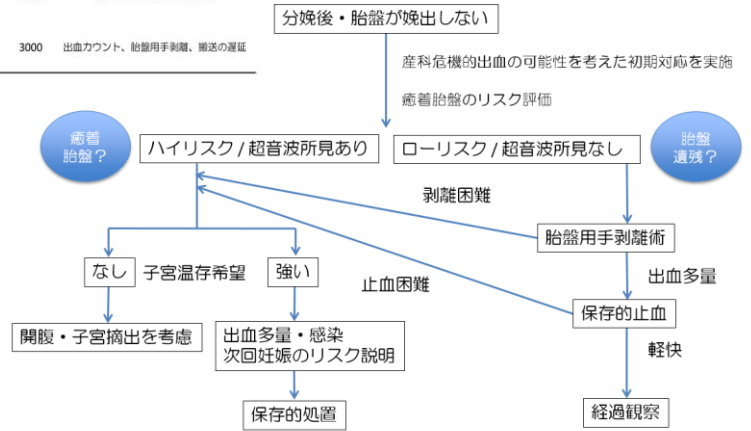 分娩後・胎盤が娩出しない
3000 出血カウント、胎盤用手剥離、搬送の遅延
産科危機的出血の可能性を考えた初期対応を実施
癒着胎盤のリスク評価
癒着
胎盤？
ハイリスク / 超音波所見あり
ローリスク / 超音波所見なし
胎盤
遺残？
剥離困難
胎盤用手剥離術
なし
子宮温存希望
強い
止血困難
出血多量
保存的止血
開腹・子宮摘出を考慮
出血多量・感染
次回妊娠のリスク説明
軽快
保存的処置
経過観察